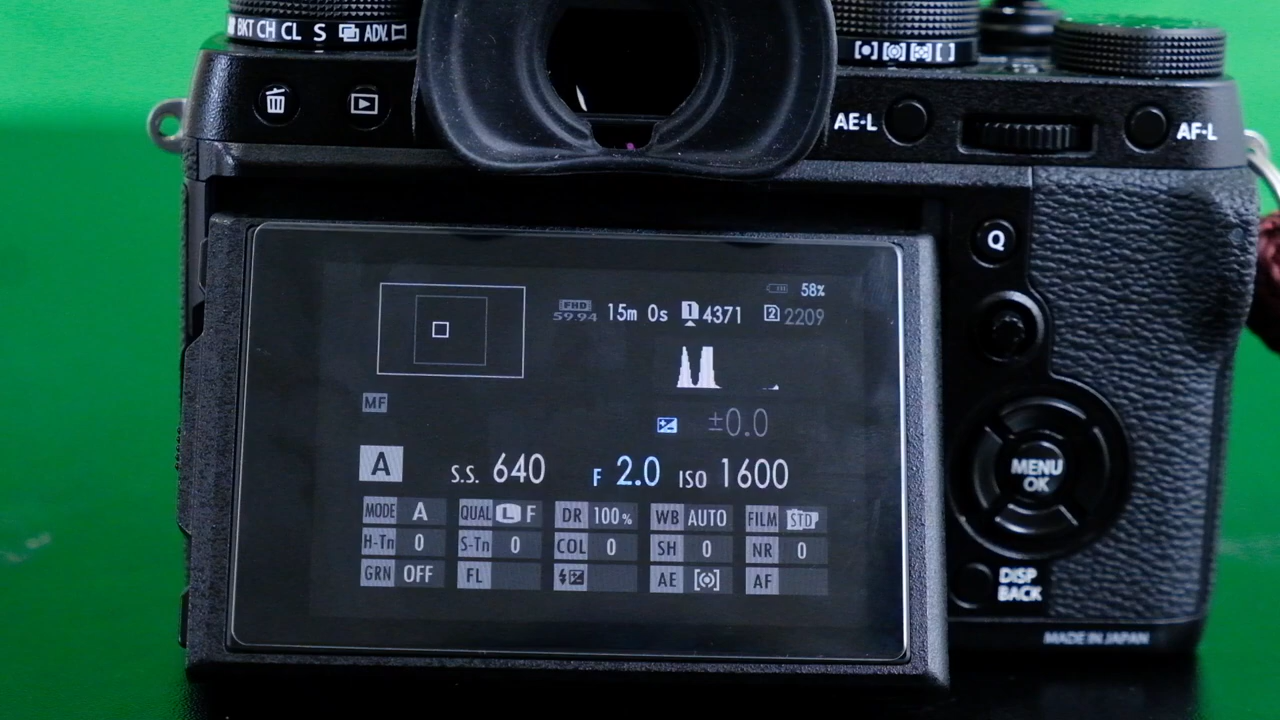 BKT CH CL S ADV.
AE-L
AF-L
Q
58%
FHD 59.94 15m 0s 1 4371 2 2209
MF
±0.0
A S.S. 640 F 2.0 ISO 1600
MODE A QUAL L F DR 100% WB AUTO FILM STD
H-Tn 0 S-Tn 0 COL 0 SH 0 NR 0
GRN OFF FL AE AF
MENU
OK
DISP
BACK
MADE IN JAPAN